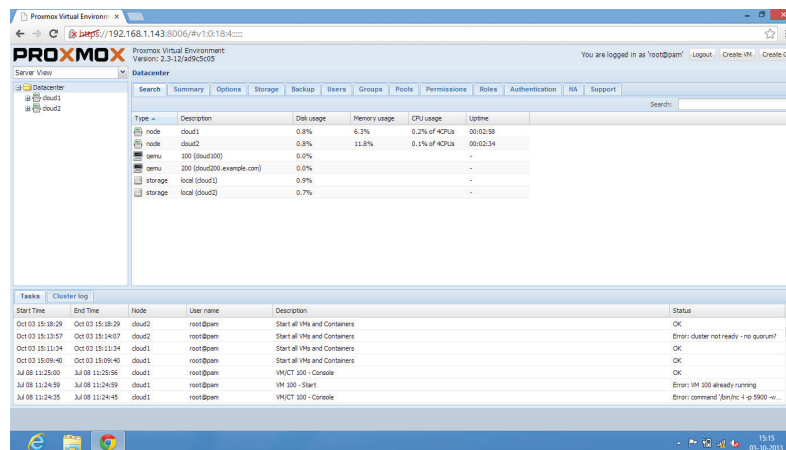 Proxmox Virtual Environm ×
https://192.168.1.143:8006/#v1:0:18:4:::::
PROXMOX
Proxmox Virtual Environment
Version: 2.3-12/ad9c5c05
You are logged in as 'root@pam' Logout Create VM Create C
Server View
Datacenter
Datacenter
cloud1
cloud2
Search Summary Options Storage Backup Users Groups Pools Permissions Roles Authentication HA Support
Search:
Type Description Disk usage Memory usage CPU usage Uptime
node cloud1 0.8% 6.3% 0.2% of 4CPUs 00:02:58
node cloud2 0.8% 11.8% 0.1% of 4CPUs 00:02:34
qemu 100 (cloud100) 0.0% -
qemu 200 (cloud200.example.com) 0.0% -
storage local (cloud1) 0.9% -
storage local (cloud2) 0.7% -
Tasks Cluster log
Start Time End Time Node User name Description Status
Oct 03 15:18:29 Oct 03 15:18:29 cloud2 root@pam Start all VMs and Containers OK
Oct 03 15:13:57 Oct 03 15:14:07 cloud2 root@pam Start all VMs and Containers Error: cluster not ready - no quorum?
Oct 03 15:11:34 Oct 03 15:11:34 cloud1 root@pam Start all VMs and Containers OK
Oct 03 15:09:40 Oct 03 15:09:40 cloud1 root@pam Start all VMs and Containers OK
Jul 08 11:25:00 Jul 08 11:25:56 cloud1 root@pam VM/CT 100 - Console OK
Jul 08 11:24:59 Jul 08 11:24:59 cloud1 root@pam VM 100 - Start Error: VM 100 already running
Jul 08 11:24:35 Jul 08 11:24:45 cloud1 root@pam VM/CT 100 - Console Error: command '/bin/nc -l -p 5900 -w...
15:15
03-10-2013